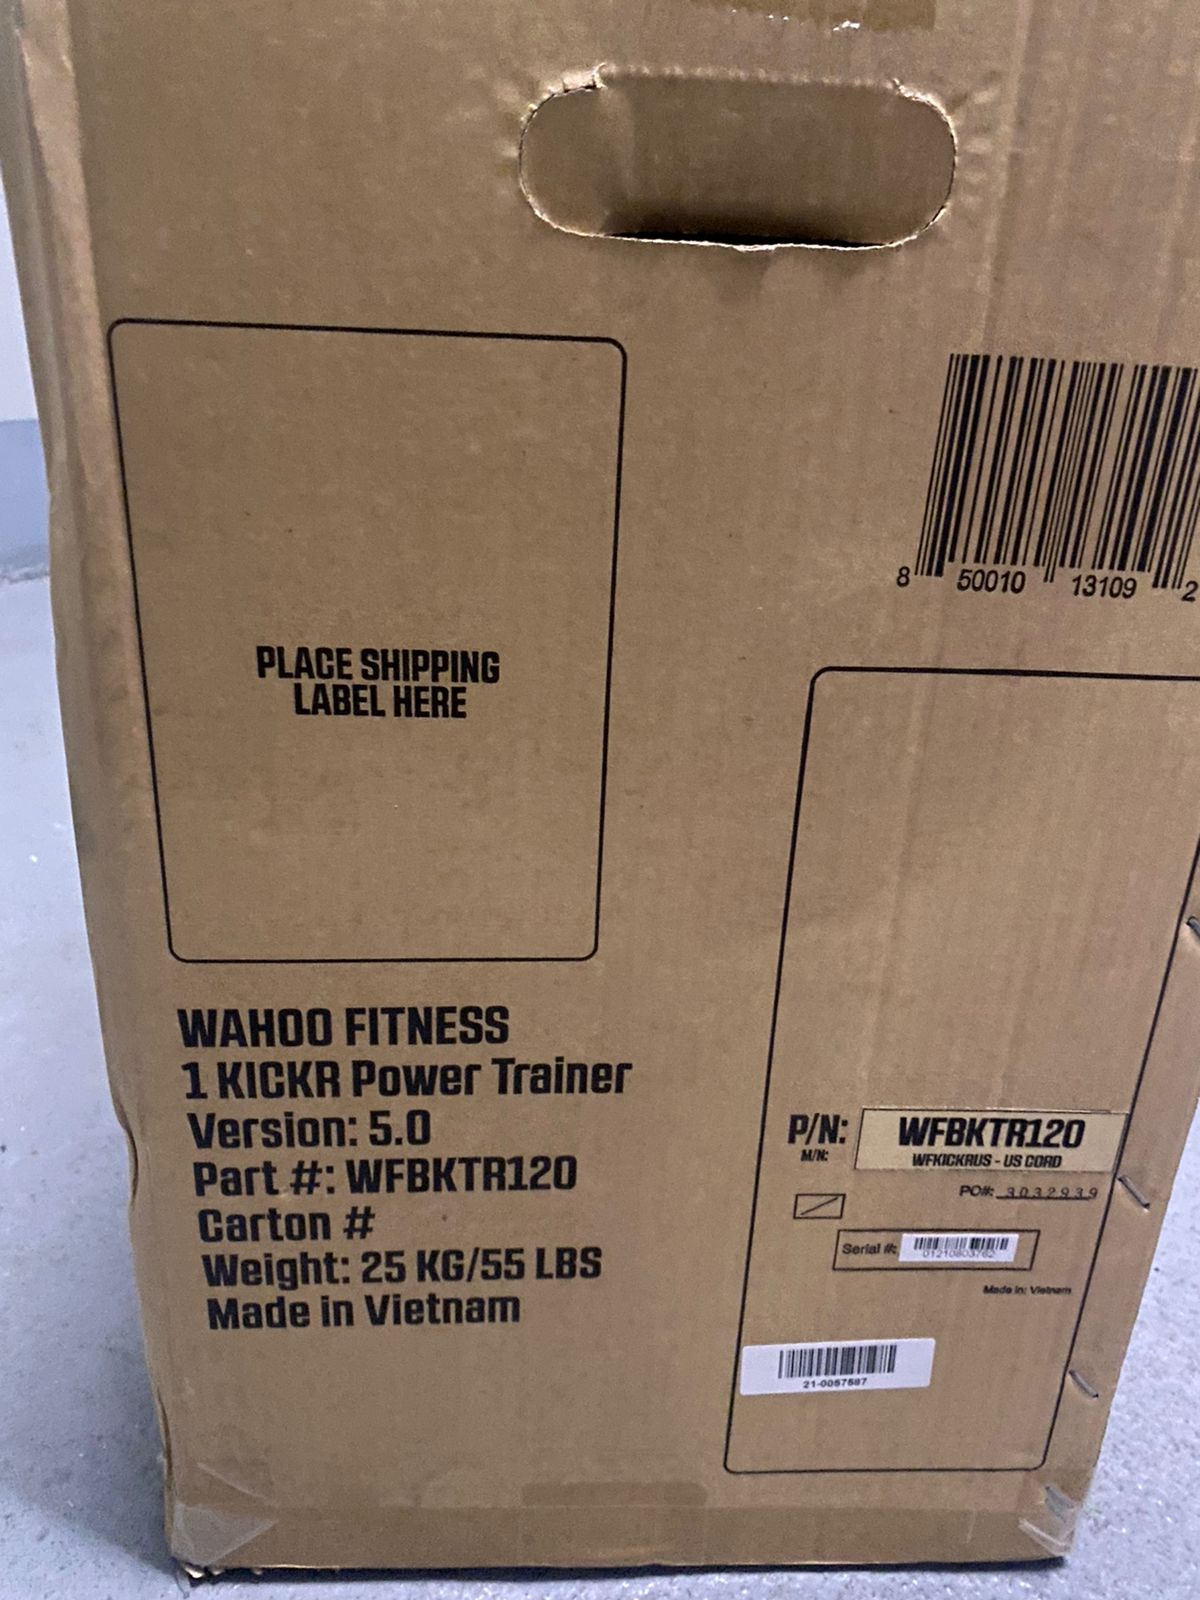 8 50010 13109 2
PLACE SHIPPING
LABEL HERE
WAHOO FITNESS
1 KICKR Power Trainer
Version: 5.0
Part #: WFBKTR120
Carton #
Weight: 25 KG/55 LBS
Made in Vietnam
P/N: WFBKTR120
M/N: WFKICKRUS - US CORD
PO#: 3032939
Serial #: 01210803762
Made in: Vietnam
21-0057587